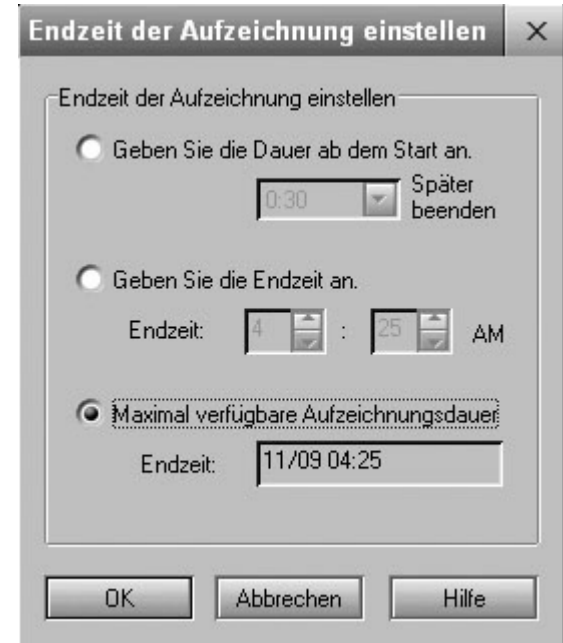 Endzeit der Aufzeichnung einstellen
Endzeit der Aufzeichnung einstellen
Geben Sie die Dauer ab dem Start an.
0:30 Später
beenden
Geben Sie die Endzeit an.
Endzeit: 4 : 25 AM
Maximal verfügbare Aufzeichnungsdauer
Endzeit: 11/09 04:25
OK Abbrechen Hilfe